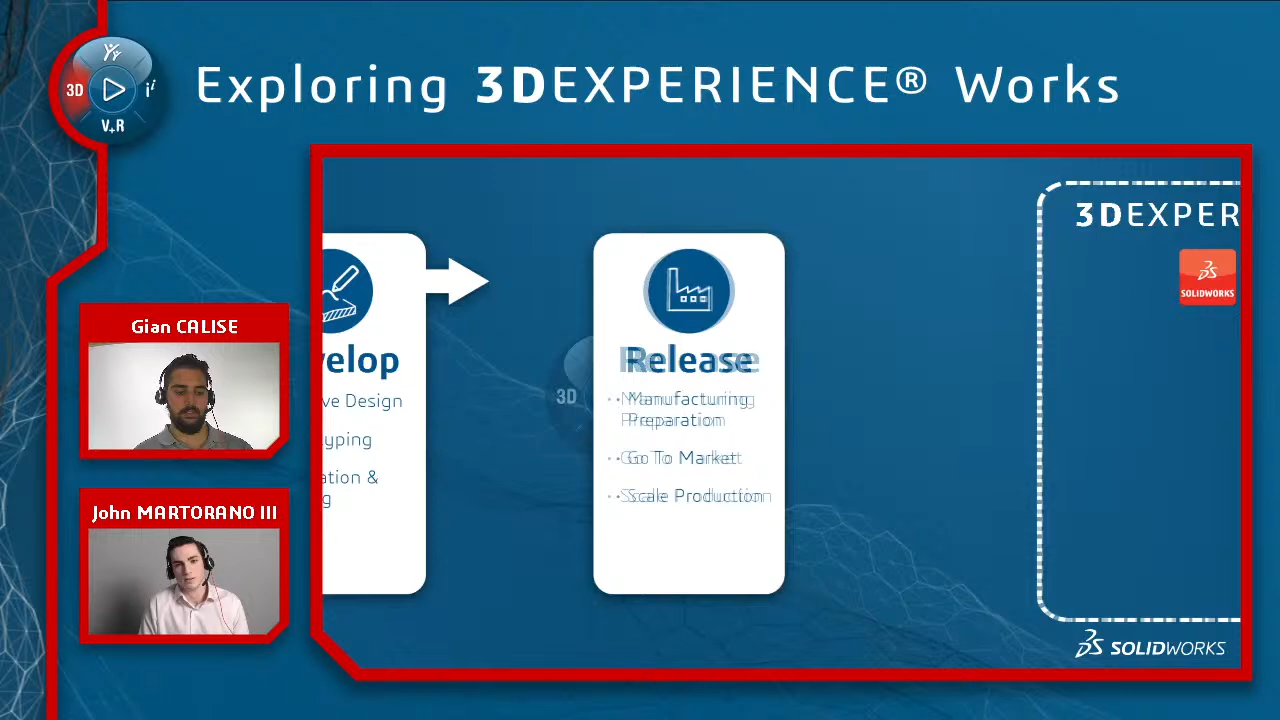 Exploring 3DEXPERIENCE® Works
3D
i
V+R
3DEXPER
SOLIDWORKS
velop
ve Design
typing
ation &
g
3D
Release
• Manufacturing
Preparation
• Go To Market
• Scale Production
Gian CALISE
John MARTORANO III
SOLIDWORKS